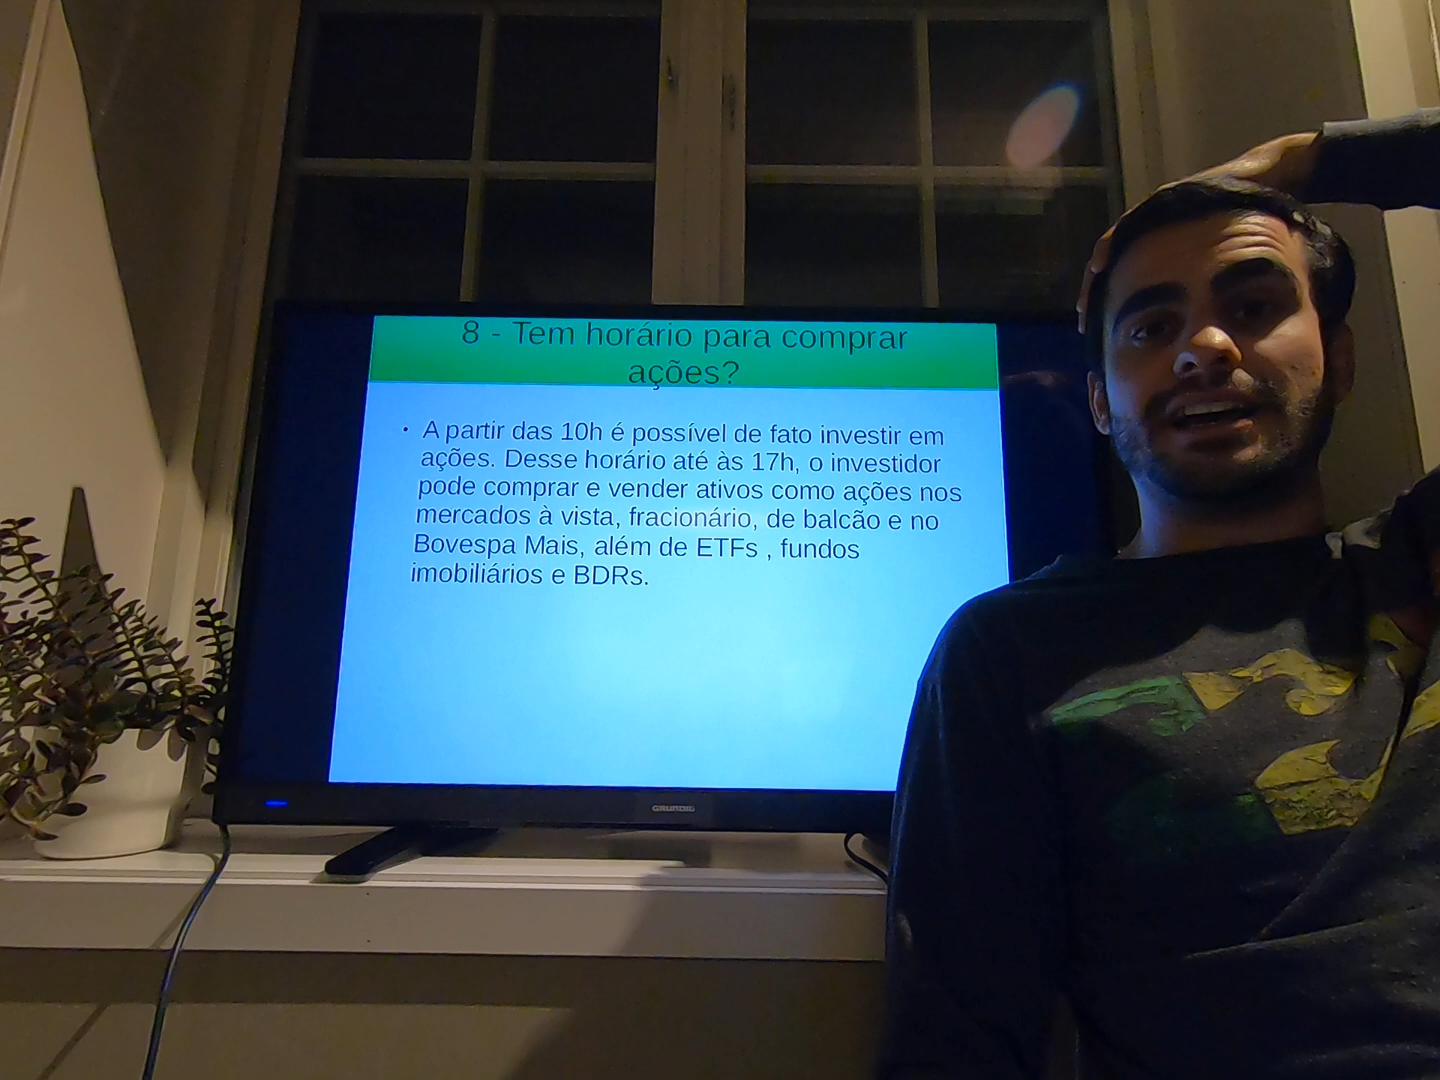 8 - Tem horário para comprar
ações?
• A partir das 10h é possível de fato investir em
ações. Desse horário até às 17h, o investidor
pode comprar e vender ativos como ações nos
mercados à vista, fracionário, de balcão e no
Bovespa Mais, além de ETFs , fundos
imobiliários e BDRs.
GRUNDIG